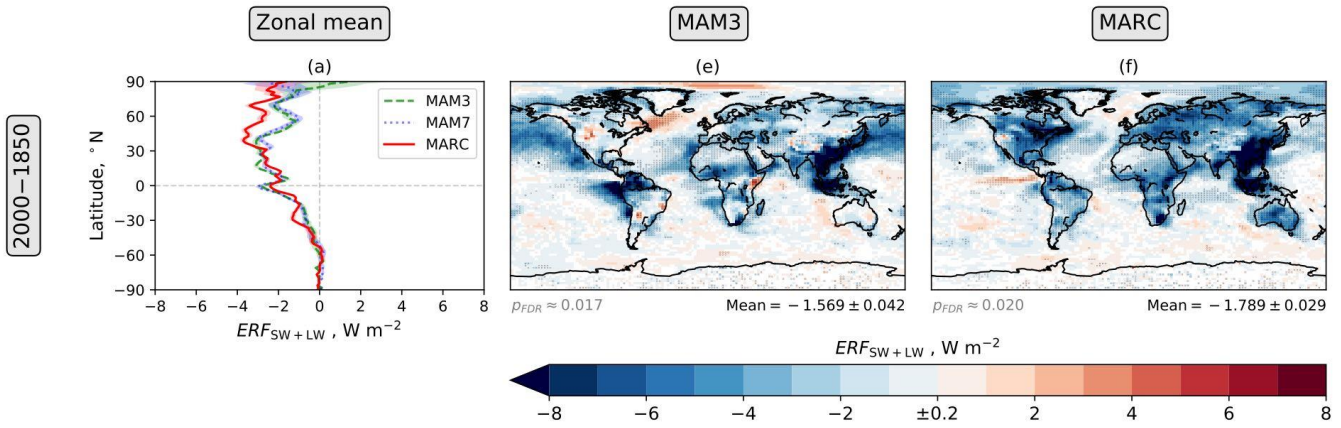 Zonal mean
MAM3
MARC
2000−1850
(a)
(e)
(f)
Latitude, ° N
90
60
30
0
−30
−60
−90
MAM3
MAM7
MARC
−8 −6 −4 −2 0 2 4 6 8
ERF_SW+LW , W m⁻²
p_FDR ≈ 0.017
Mean = −1.569 ± 0.042
p_FDR ≈ 0.020
Mean = −1.789 ± 0.029
ERF_SW+LW , W m⁻²
−8 −6 −4 −2 ±0.2 2 4 6 8